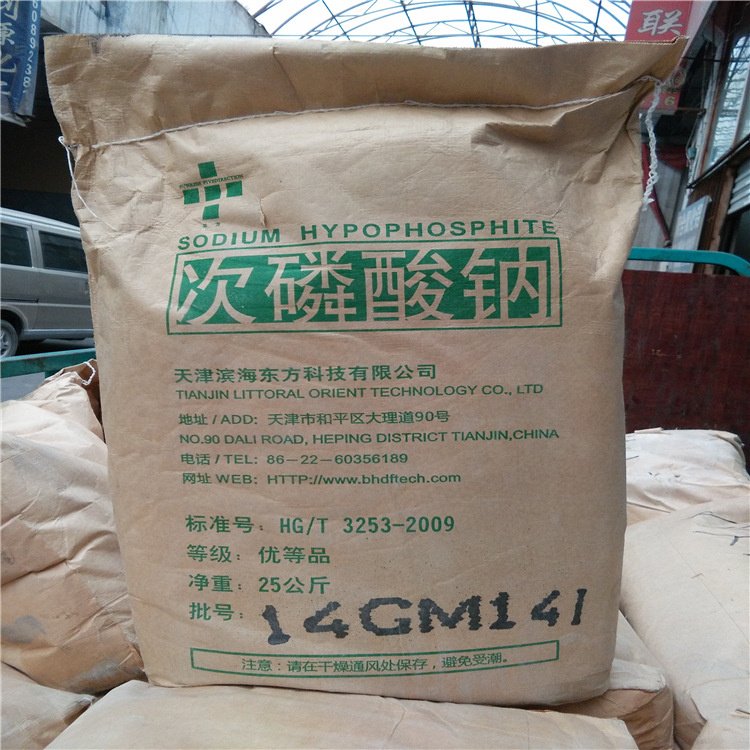 联
SODIUM HYPOPHOSPHITE
次磷酸钠
天津滨海东方科技有限公司
TIANJIN LITTORAL ORIENT TECHNOLOGY CO., LTD
地址/ADD: 天津市和平区大理道90号
NO.90 DALI ROAD, HEPING DISTRICT TIANJIN,CHINA
电话/TEL: 86-22-60356189
网址 WEB: HTTP://www.bhdftech.com
标准号: HG/T 3253-2009
等级: 优等品
净重: 25公斤
批号: 14GM141
注意:请在干燥通风处保存,避免受潮。